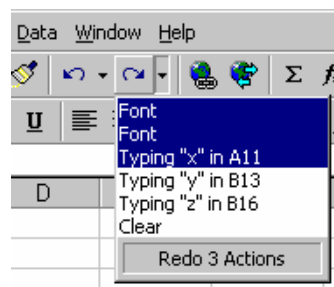 Data Window Help
Σ
U
Font
Font
Typing "x" in A11
Typing "y" in B13
Typing "z" in B16
Clear
D
Redo 3 Actions